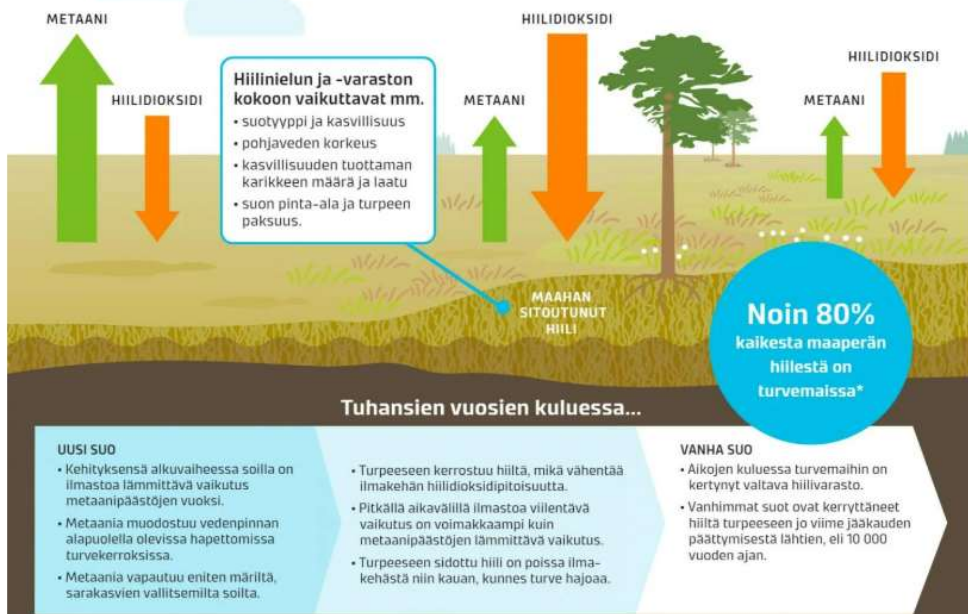 METAANI
HIILIDIOKSIDI
HIILIDIOKSIDI
METAANI
HIILIDIOKSIDI
METAANI
Hiilinielun ja -varaston
kokoon vaikuttavat mm.
• suotyyppi ja kasvillisuus
• pohjaveden korkeus
• kasvillisuuden tuottaman
karikkeen määrä ja laatu
• suon pinta-ala ja turpeen
paksuus.
MAAHAN
SITOUTUNUT
HIILI
Noin 80%
kaikesta maaperän
hiilestä on
turvemaissa*
Tuhansien vuosien kuluessa...
UUSI SUO
• Kehityksensä alkuvaiheessa soilla on
ilmastoa lämmittävä vaikutus
metaanipäästöjen vuoksi.
• Metaania muodostuu vedenpinnan
alapuolella olevissa hapettomissa
turvekerroksissa.
• Metaania vapautuu eniten märiltä,
sarakasvien vallitsemilta soilta.
• Turpeeseen kerrostuu hiiltä, mikä vähentää
ilmakehän hiilidioksidipitoisuutta.
• Pitkällä aikavälillä ilmastoa viilentävä
vaikutus on voimakkaampi kuin
metaanipäästöjen lämmittävä vaikutus.
• Turpeeseen sidottu hiili on poissa ilma-
kehästä niin kauan, kunnes turve hajoaa.
VANHA SUO
• Aikojen kuluessa turvemaihin on
kertynyt valtava hiilivarasto.
• Vanhimmat suot ovat kerryttäneet
hiiltä turpeeseen jo viime jääkauden
päättymisestä lähtien, eli 10 000
vuoden ajan.